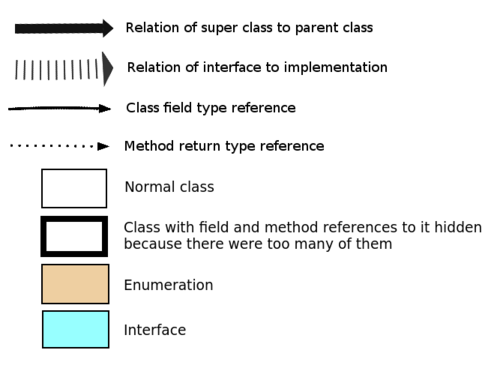 Relation of super class to parent class
Relation of interface to implementation
Class field type reference
Method return type reference
Normal class
Class with field and method references to it hidden
because there were too many of them
Enumeration
Interface